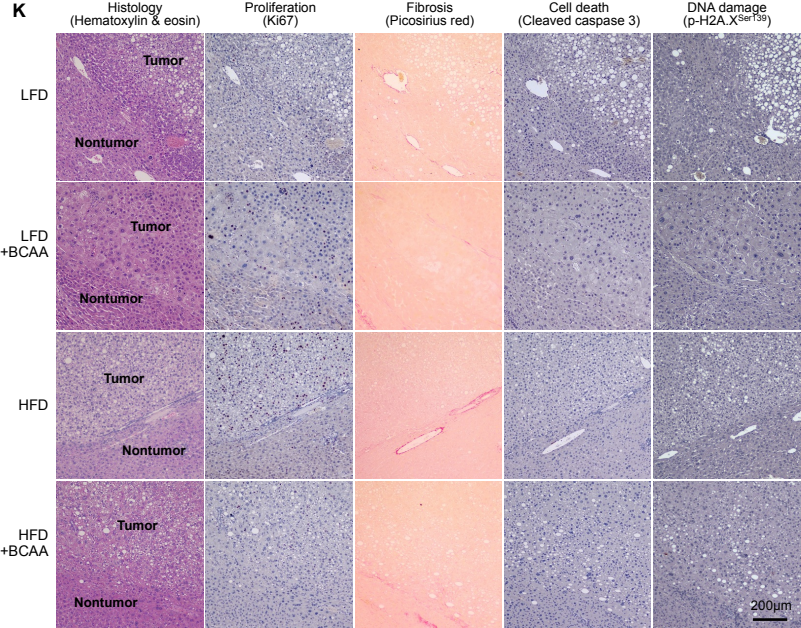 K
Histology
(Hematoxylin & eosin)
Proliferation
(Ki67)
Fibrosis
(Picosirius red)
Cell death
(Cleaved caspase 3)
DNA damage
(p-H2A.X^Ser139)
LFD
Tumor
Nontumor
LFD
+BCAA
Tumor
Nontumor
HFD
Tumor
Nontumor
HFD
+BCAA
Tumor
Nontumor
200μm